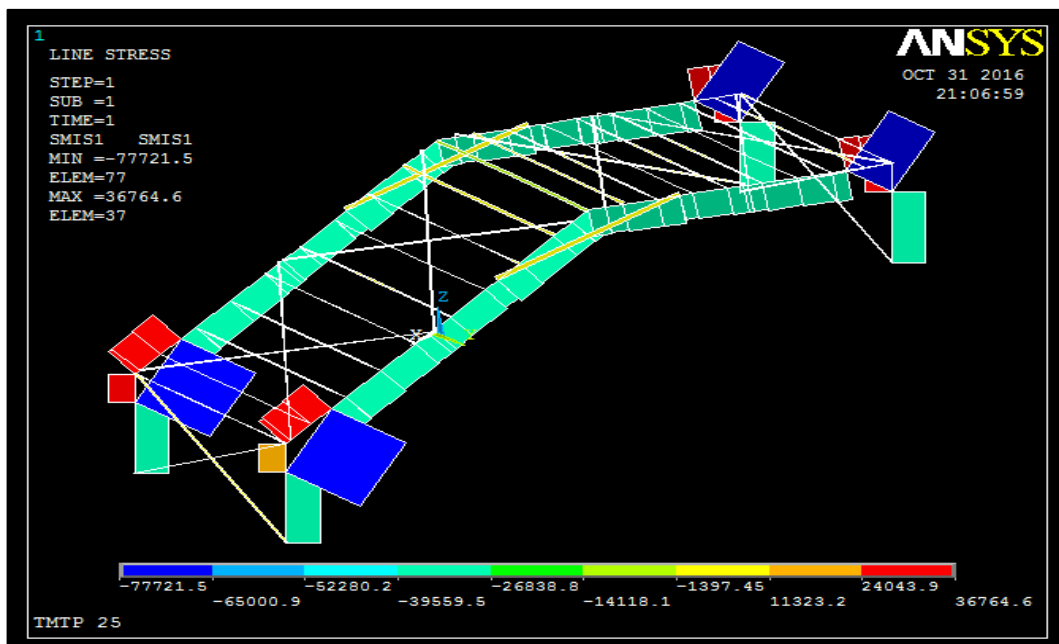 1
ANSYS
LINE STRESS
OCT 31 2016
21:06:59
STEP=1
SUB =1
TIME=1
SMIS1 SMIS1
MIN =-77721.5
ELEM=77
MAX =36764.6
ELEM=37
Z
X
Y
-77721.5 -52280.2 -26838.8 -1397.45 24043.9
-65000.9 -39559.5 -14118.1 11323.2 36764.6
TMTP 25